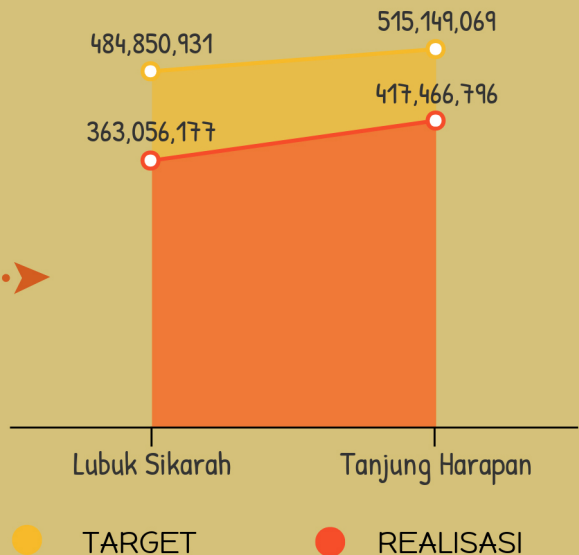 515,149,069
484,850,931
417,466,796
363,056,177
Lubuk Sikarah Tanjung Harapan
TARGET REALISASI